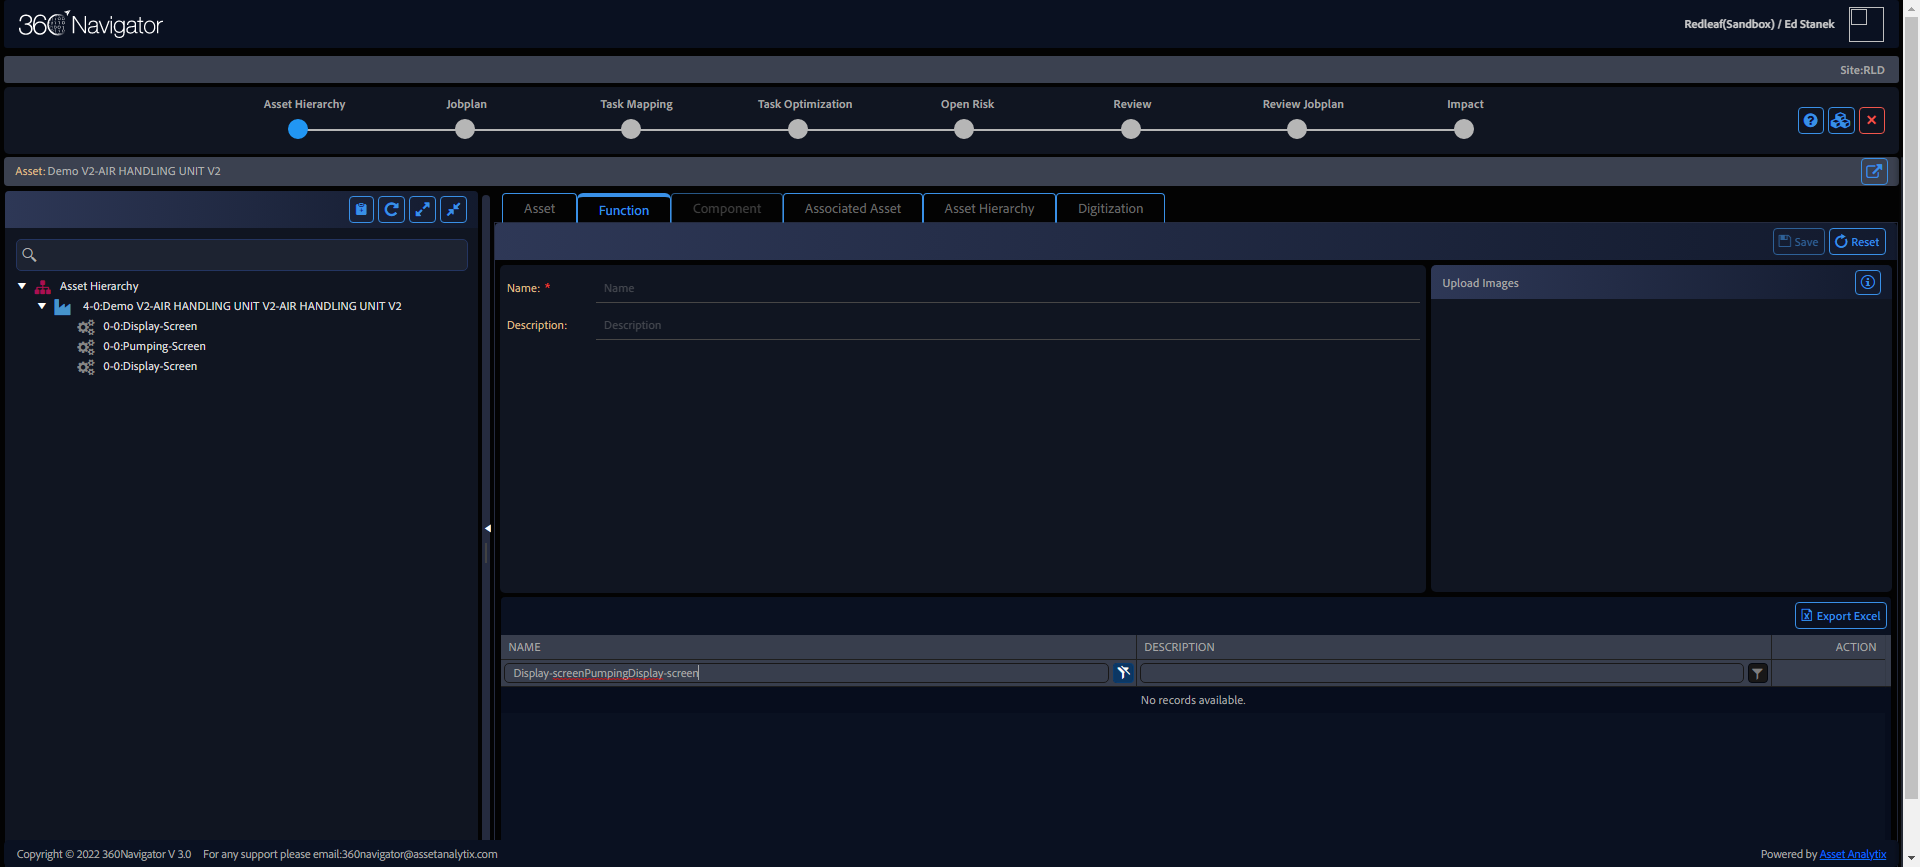 360 Navigator
Redleaf(Sandbox) / Ed Stanek
Site:RLD
Asset Hierarchy
Jobplan
Task Mapping
Task Optimization
Open Risk
Review
Review Jobplan
Impact
Asset: Demo V2-AIR HANDLING UNIT V2
Asset
Function
Component
Associated Asset
Asset Hierarchy
Digitization
Save
Reset
Asset Hierarchy
4-0:Demo V2-AIR HANDLING UNIT V2-AIR HANDLING UNIT V2
0-0:Display-Screen
0-0:Pumping-Screen
0-0:Display-Screen
Name: *
Name
Description:
Description
Upload Images
Export Excel
NAME
DESCRIPTION
ACTION
Display-screenPumpingDisplay-screen
No records available.
Copyright © 2022 360Navigator V 3.0 For any support please email:360navigator@assetanalytix.com
Powered by Asset Analytix